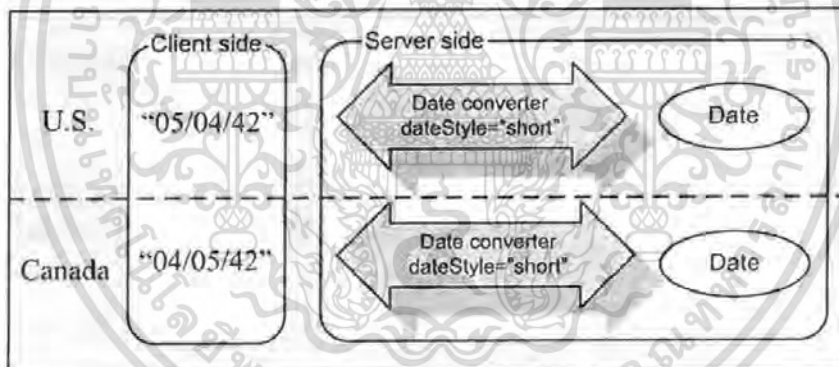 Client side
Server side
U.S.
“05/04/42”
Date converter
dateStyle="short"
Date
Canada
“04/05/42”
Date converter
dateStyle="short"
Date